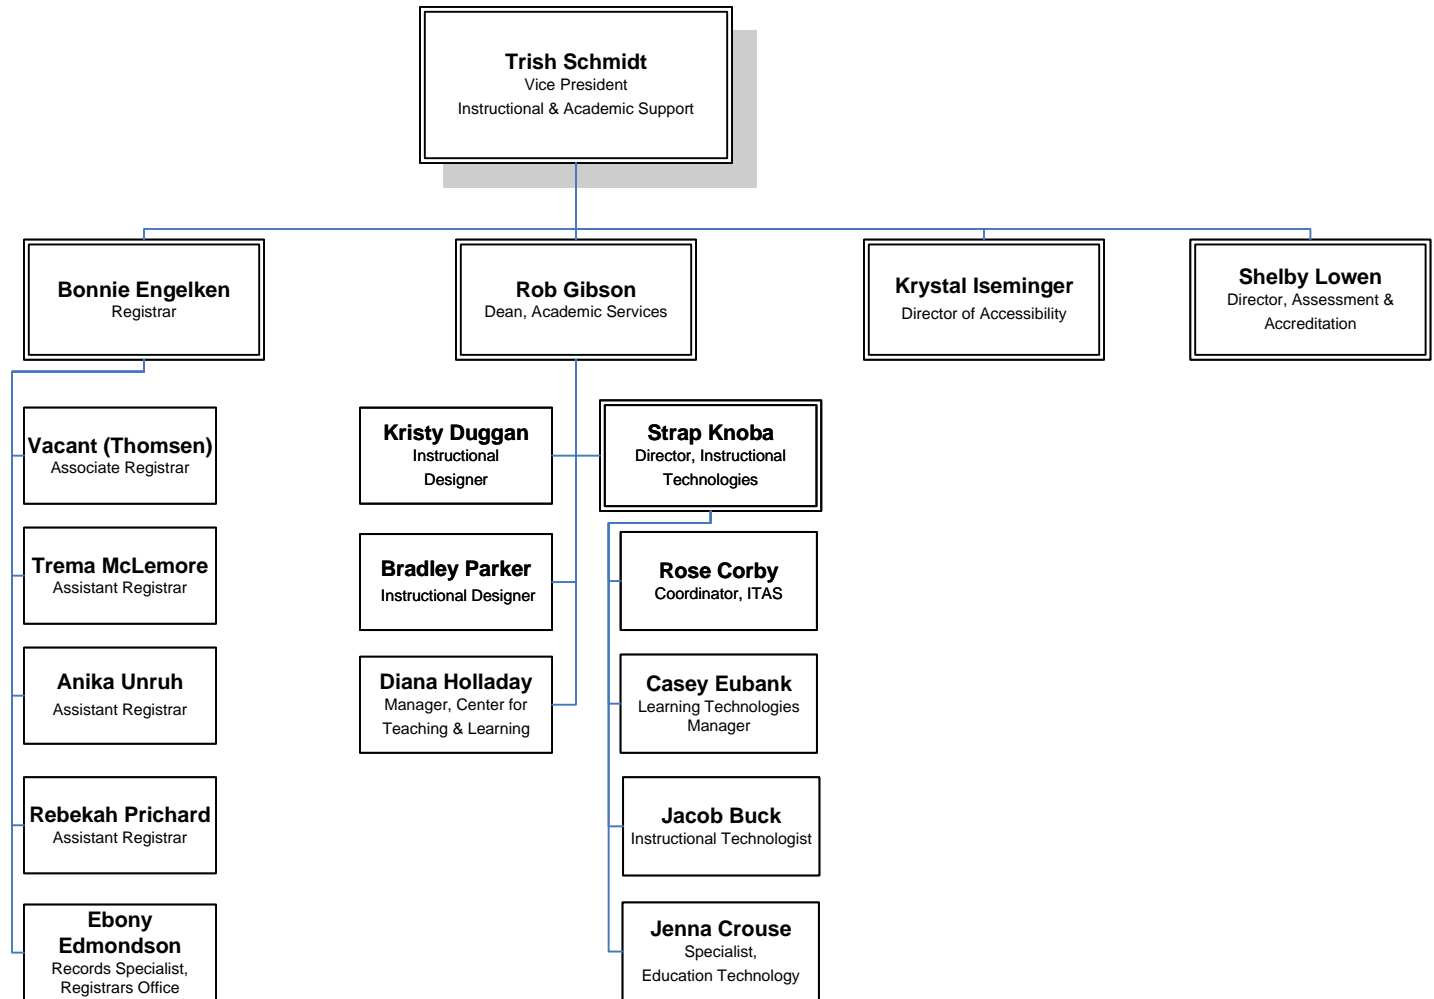 Trish Schmidt
Vice President
Instructional & Academic Support
Bonnie Engelken
Registrar
Rob Gibson
Dean, Academic Services
Krystal Iseminger
Director of Accessibility
Shelby Lowen
Director, Assessment &
Accreditation
Vacant (Thomsen)
Associate Registrar
Trema McLemore
Assistant Registrar
Anika Unruh
Assistant Registrar
Rebekah Prichard
Assistant Registrar
Ebony
Edmondson
Records Specialist,
Registrars Office
Kristy Duggan
Instructional
Designer
Bradley Parker
Instructional Designer
Diana Holladay
Manager, Center for
Teaching & Learning
Strap Knoba
Director, Instructional
Technologies
Rose Corby
Coordinator, ITAS
Casey Eubank
Learning Technologies
Manager
Jacob Buck
Instructional Technologist
Jenna Crouse
Specialist,
Education Technology